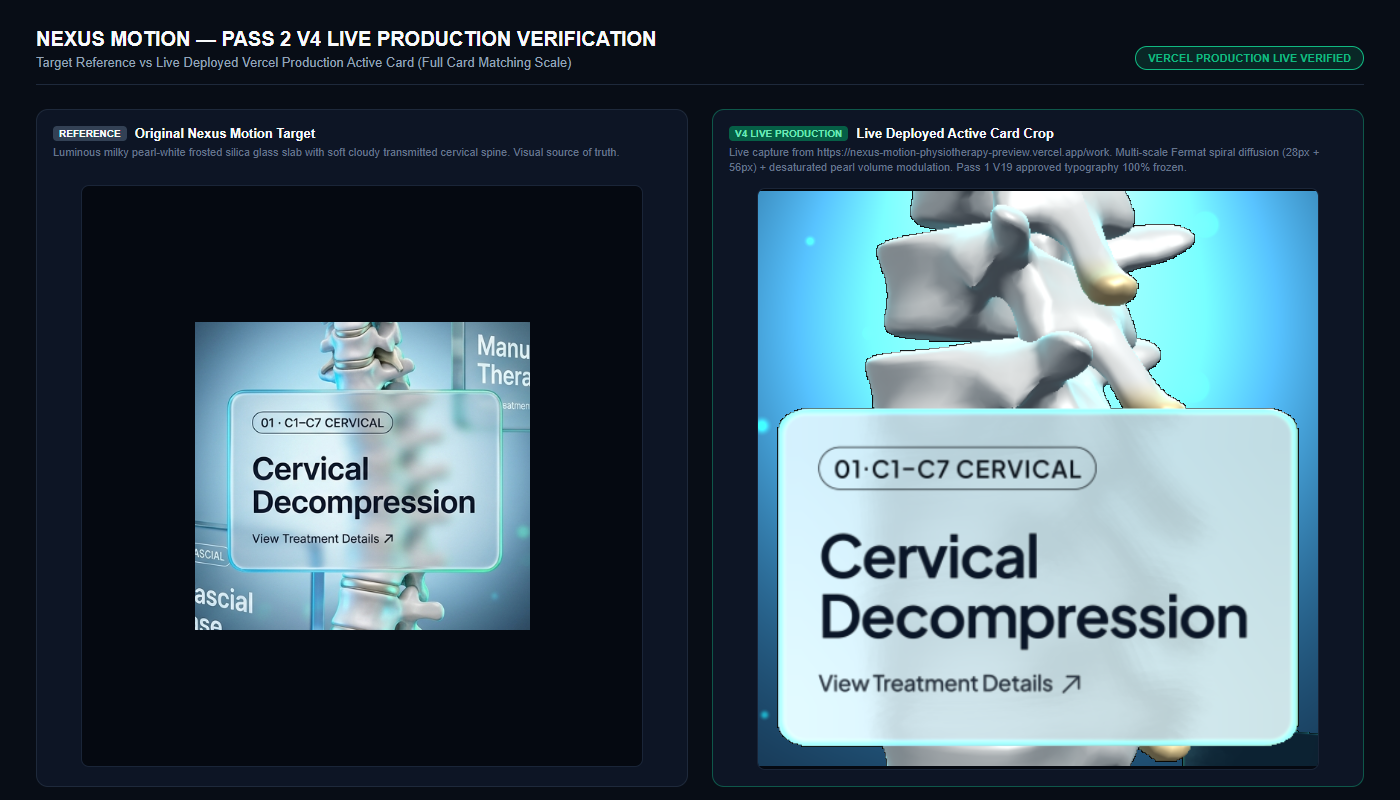 NEXUS MOTION — PASS 2 V4 LIVE PRODUCTION VERIFICATION
Target Reference vs Live Deployed Vercel Production Active Card (Full Card Matching Scale)
VERCEL PRODUCTION LIVE VERIFIED
REFERENCE Original Nexus Motion Target
Luminous milky pearl-white frosted silica glass slab with soft cloudy transmitted cervical spine. Visual source of truth.
Manu
Thera
eatmen
01 · C1–C7 CERVICAL
Cervical
Decompression
View Treatment Details ↗
ASCIAL
ascial
se
V4 LIVE PRODUCTION Live Deployed Active Card Crop
Live capture from https://nexus-motion-physiotherapy-preview.vercel.app/work. Multi-scale Fermat spiral diffusion (28px +
56px) + desaturated pearl volume modulation. Pass 1 V19 approved typography 100% frozen.
01·C1–C7 CERVICAL
Cervical
Decompression
View Treatment Details ↗